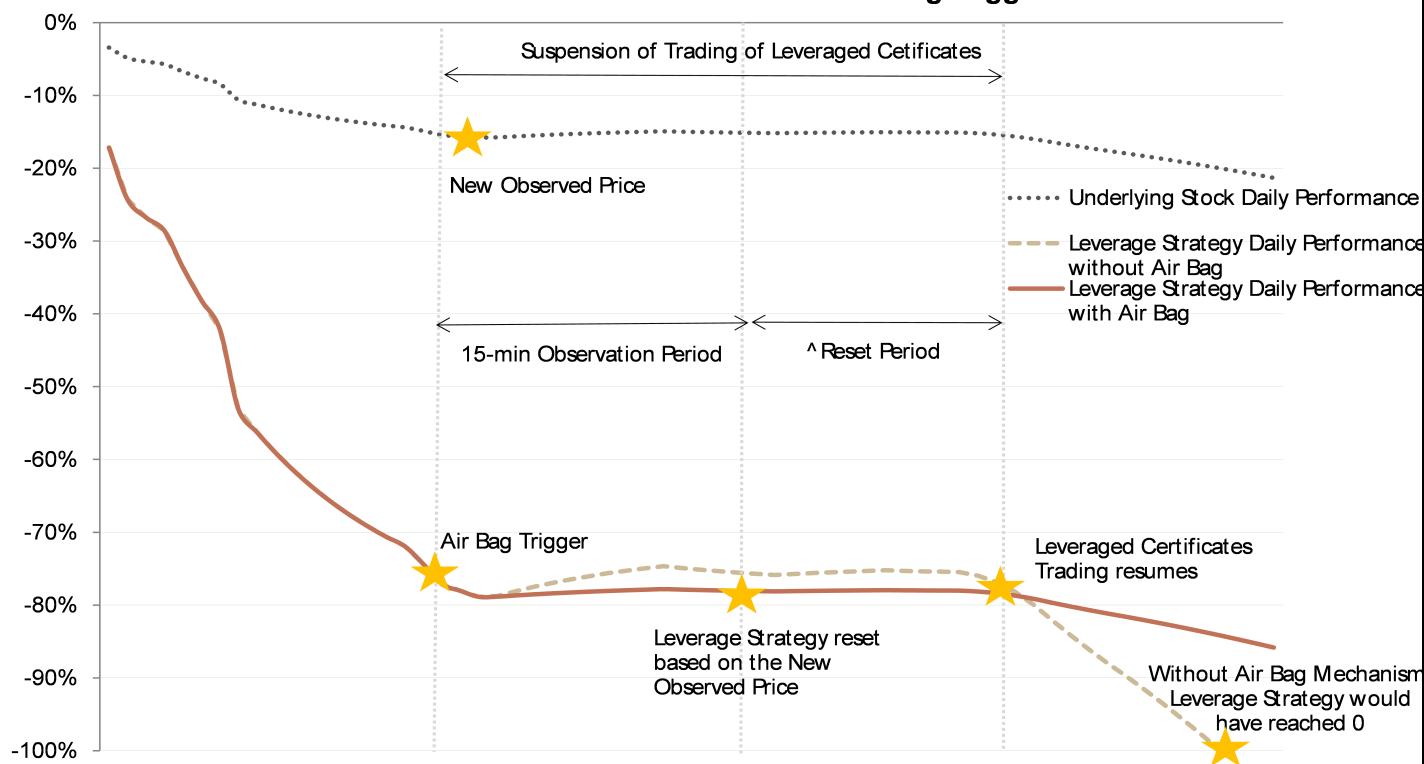 0%
-10%
-20%
-30%
-40%
-50%
-60%
-70%
-80%
-90%
-100%
Suspension of Trading of Leveraged Cetificates
New Observed Price
Underlying Stock Daily Performance
Leverage Strategy Daily Performance
without Air Bag
Leverage Strategy Daily Performance
with Air Bag
15-min Observation Period
^ Reset Period
Air Bag Trigger
Leveraged Certificates
Trading resumes
Leverage Strategy reset
based on the New
Observed Price
Without Air Bag Mechanism
Leverage Strategy would
have reached 0